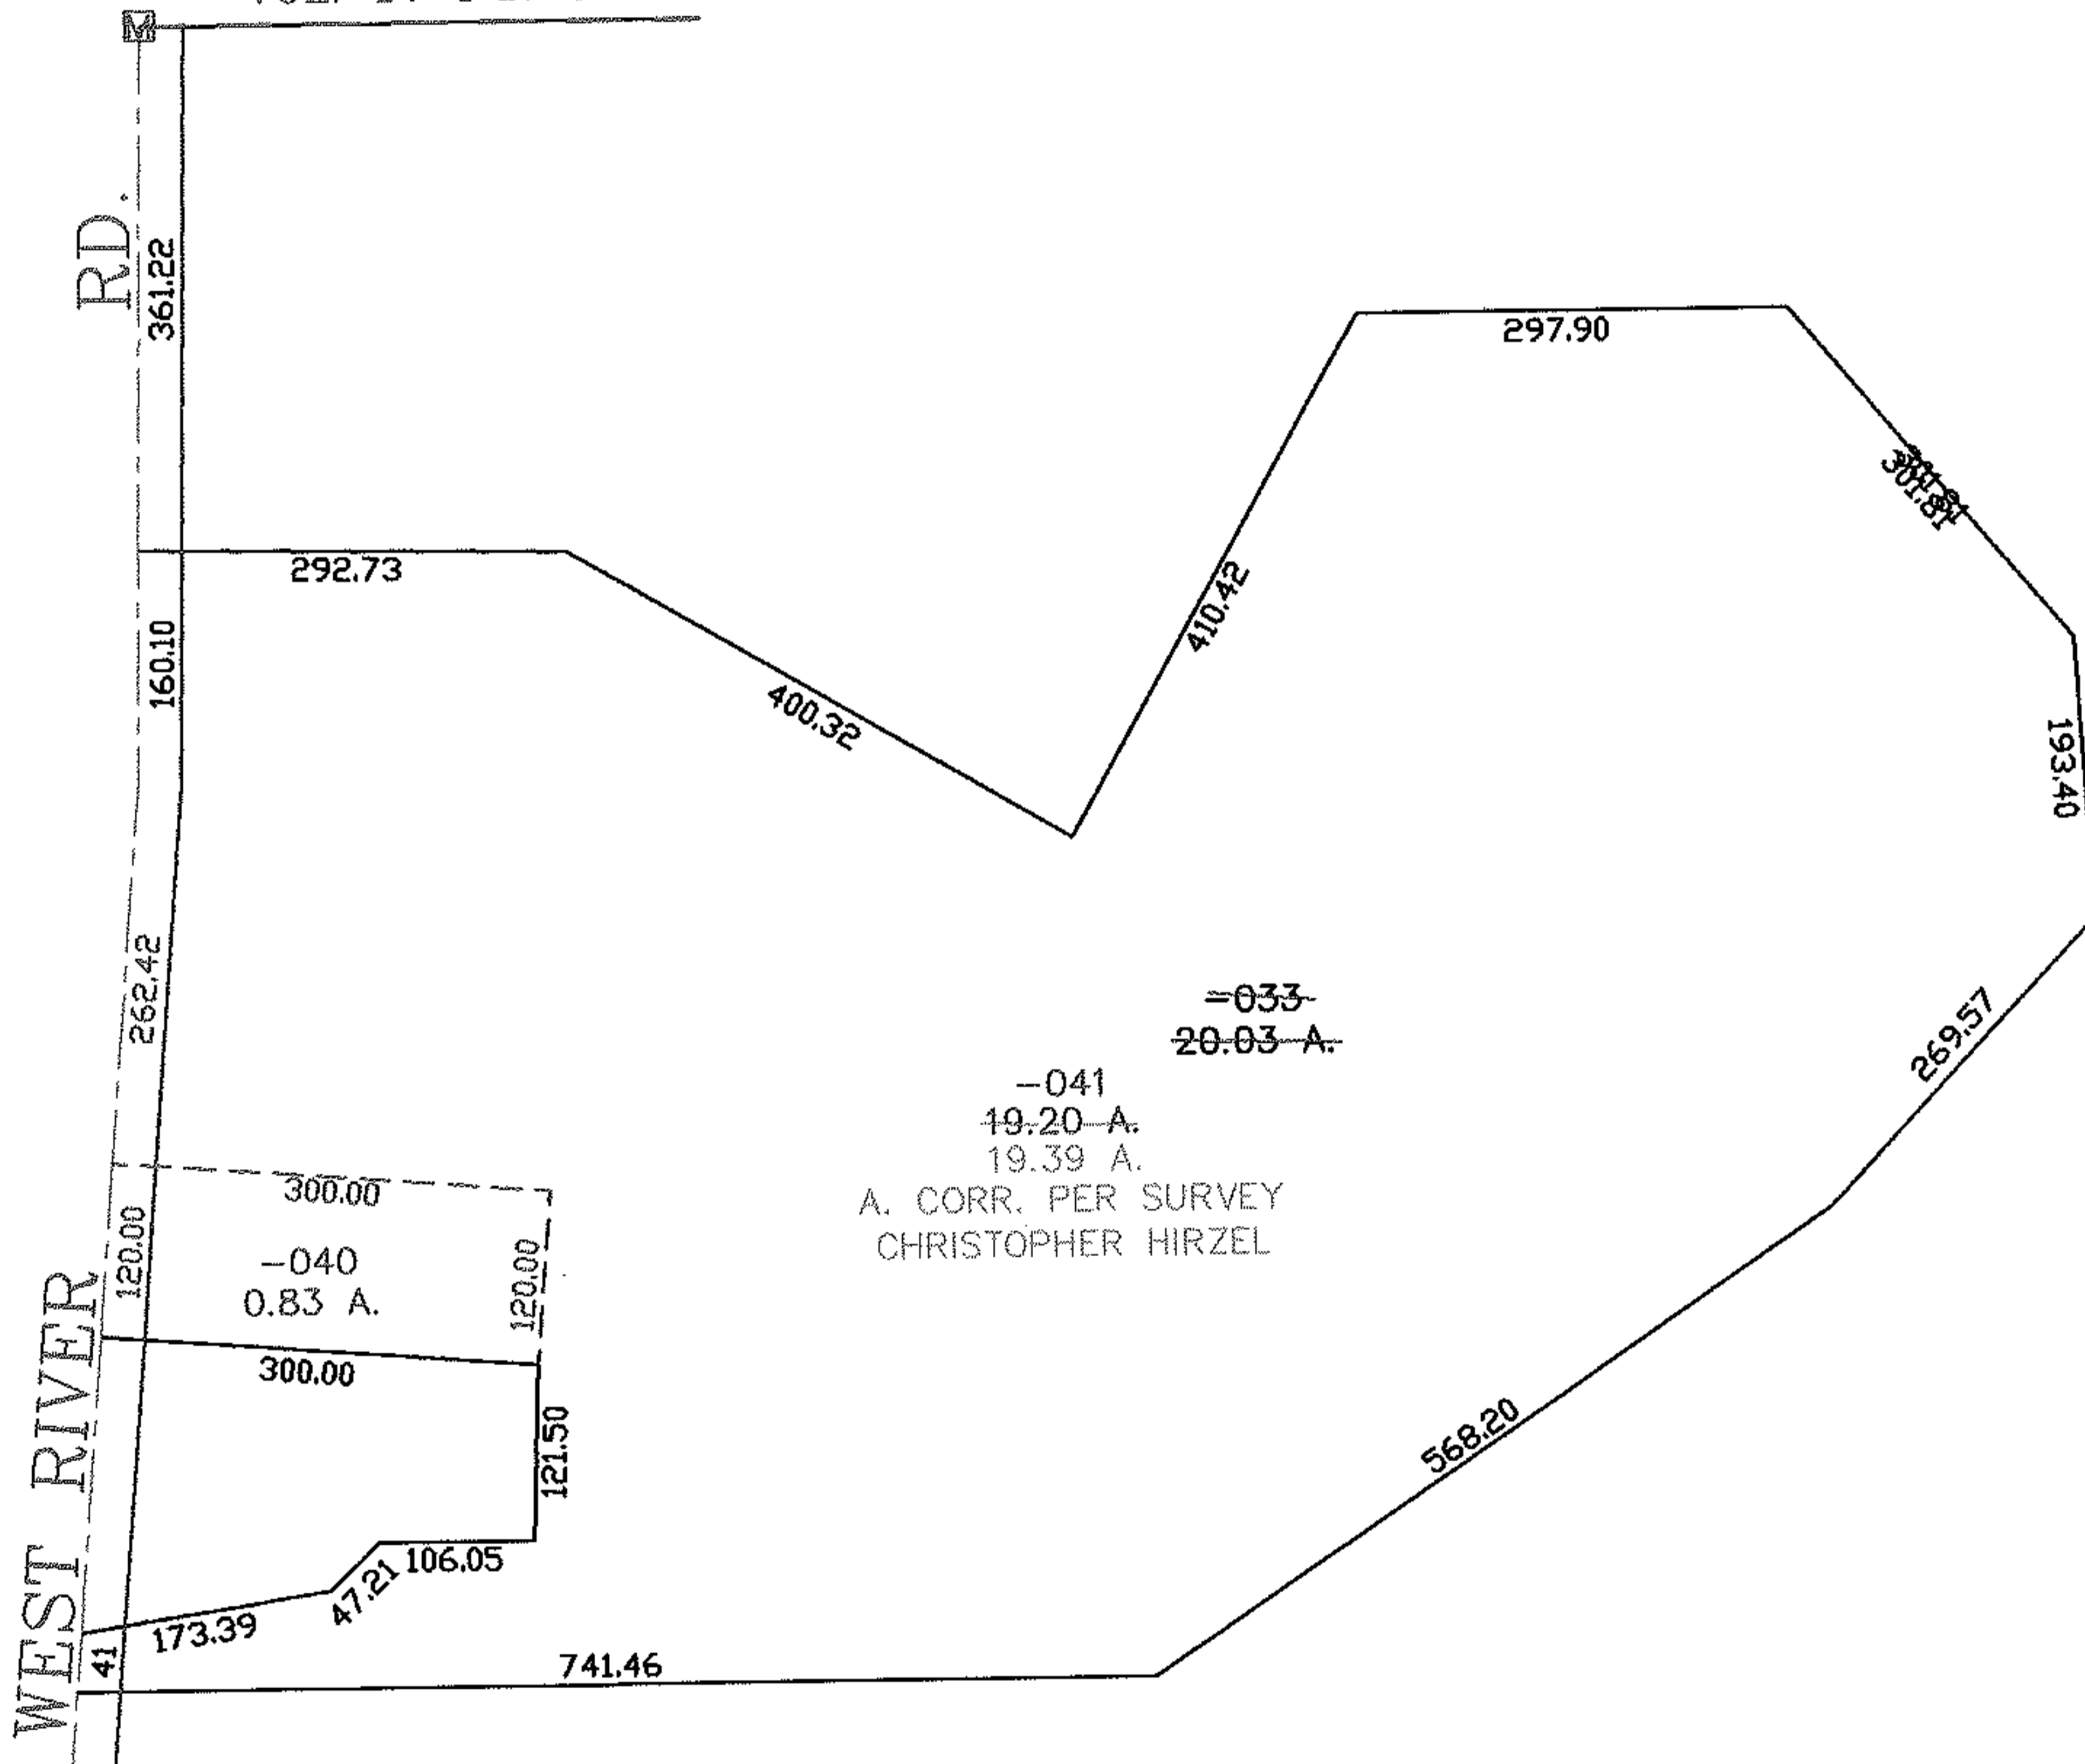 M
RD.
361.22
297.90
301.81
292.73
410.42
160.10
400.32
193.40
262.42
-033
20.03 A.
269.57
-041
19.20 A.
19.39 A.
A. CORR. PER SURVEY
CHRISTOPHER HIRZEL
300.00
120.00
-040
0.83 A.
120.00
WEST RIVER
300.00
121.50
568.20
106.05
47.21
173.39
41
741.46